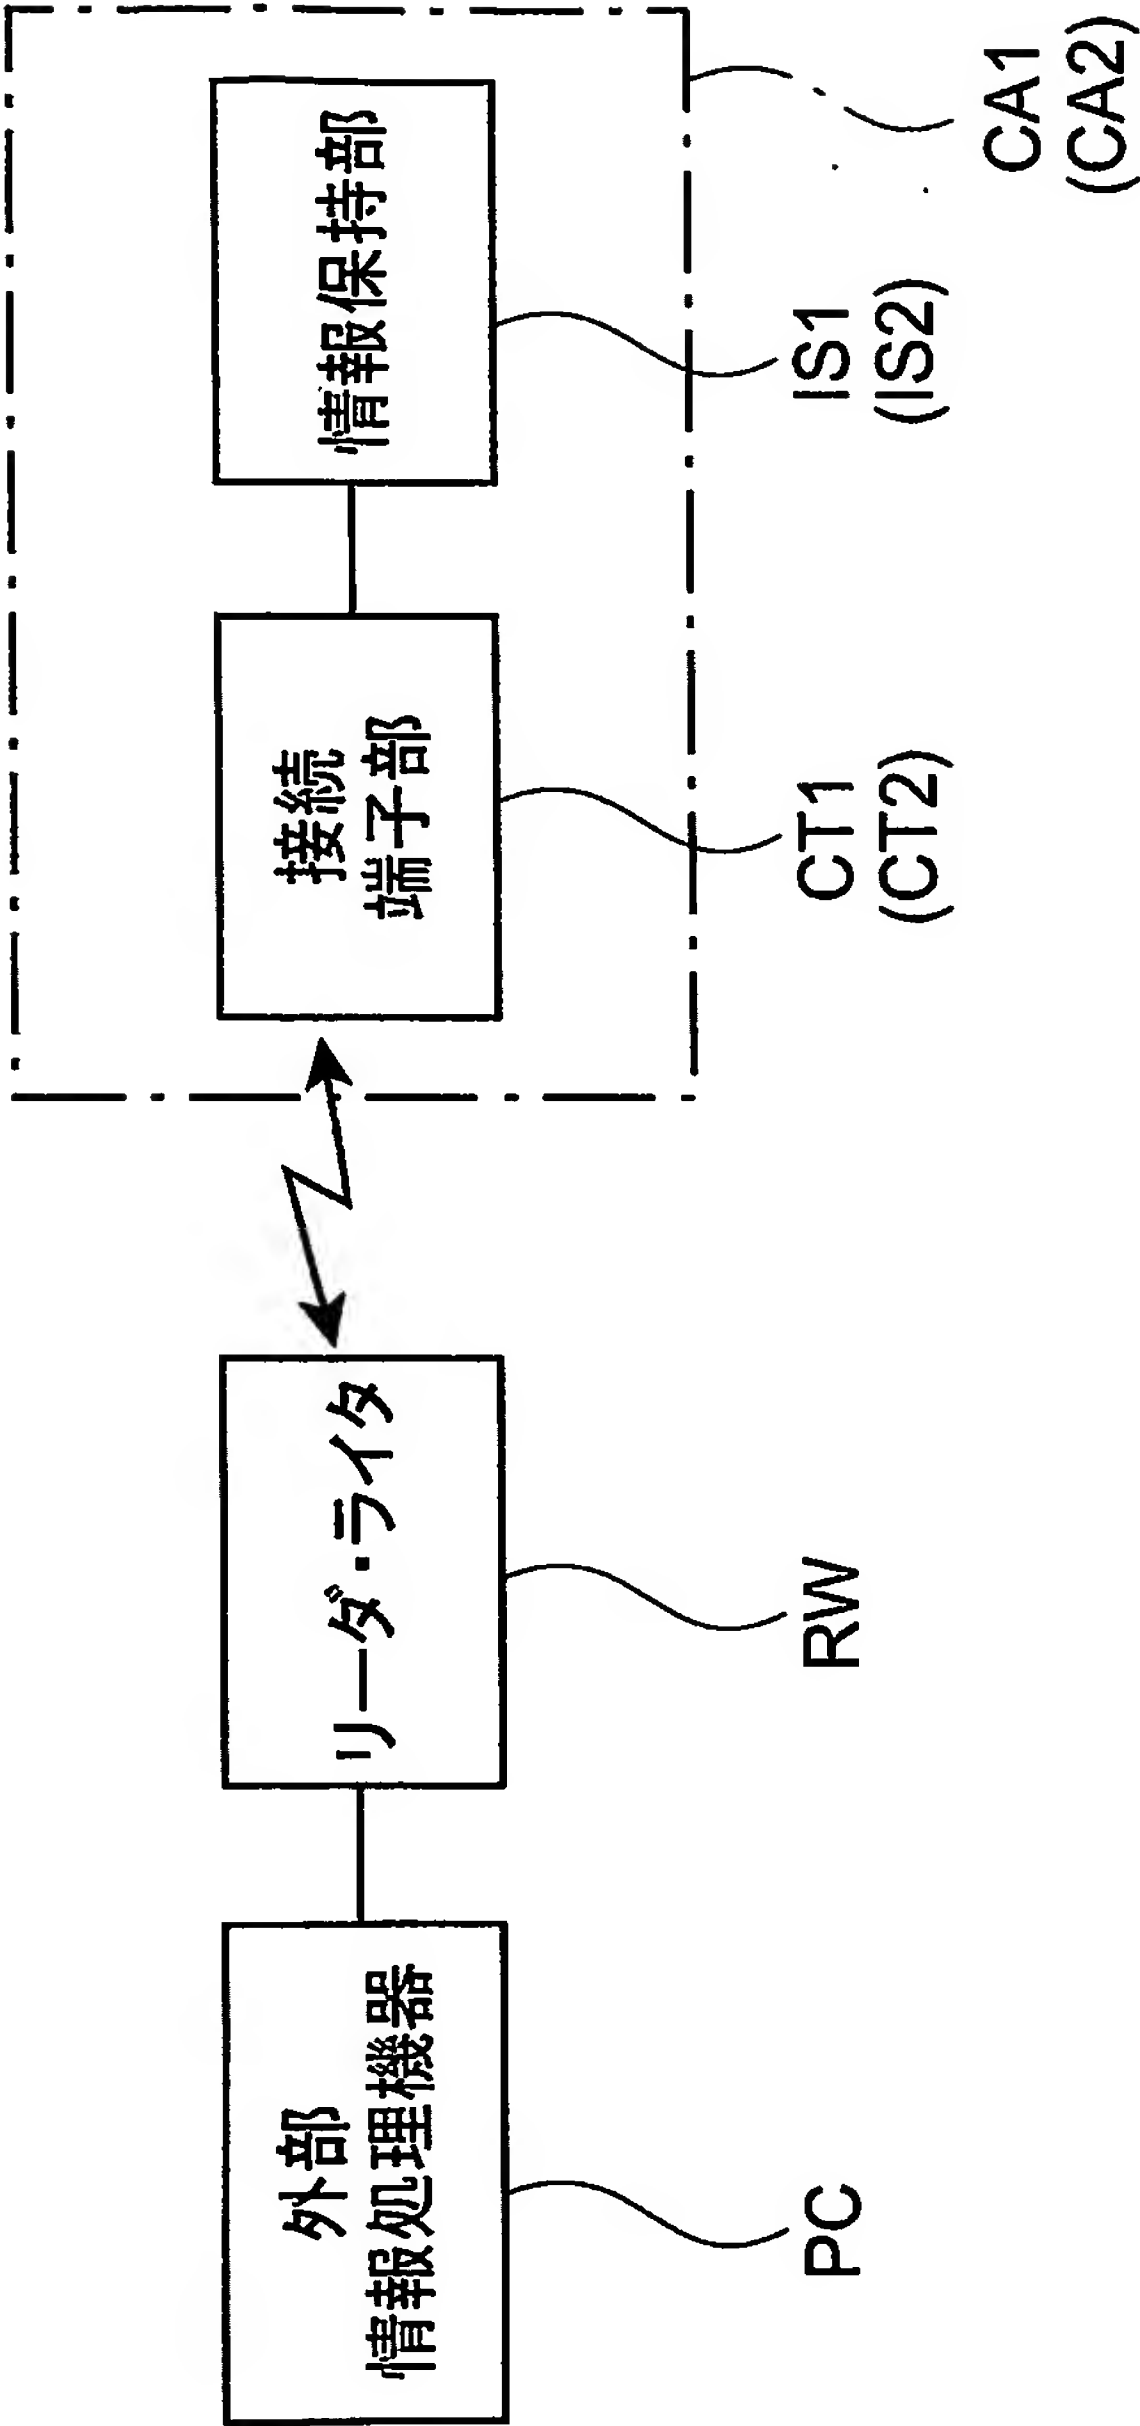 外部
情報処理機器
リーダ・ライタ
接続
端子部
情報保持部
PC
RW
CT1
(CT2)
IS1
(IS2)
CA1
(CA2)